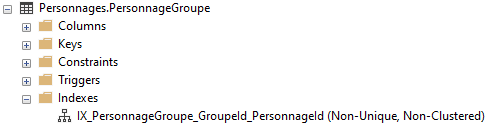 Personnages.PersonnageGroupe
Columns
Keys
Constraints
Triggers
Indexes
IX_PersonnageGroupe_GroupeId_PersonnageId (Non-Unique, Non-Clustered)